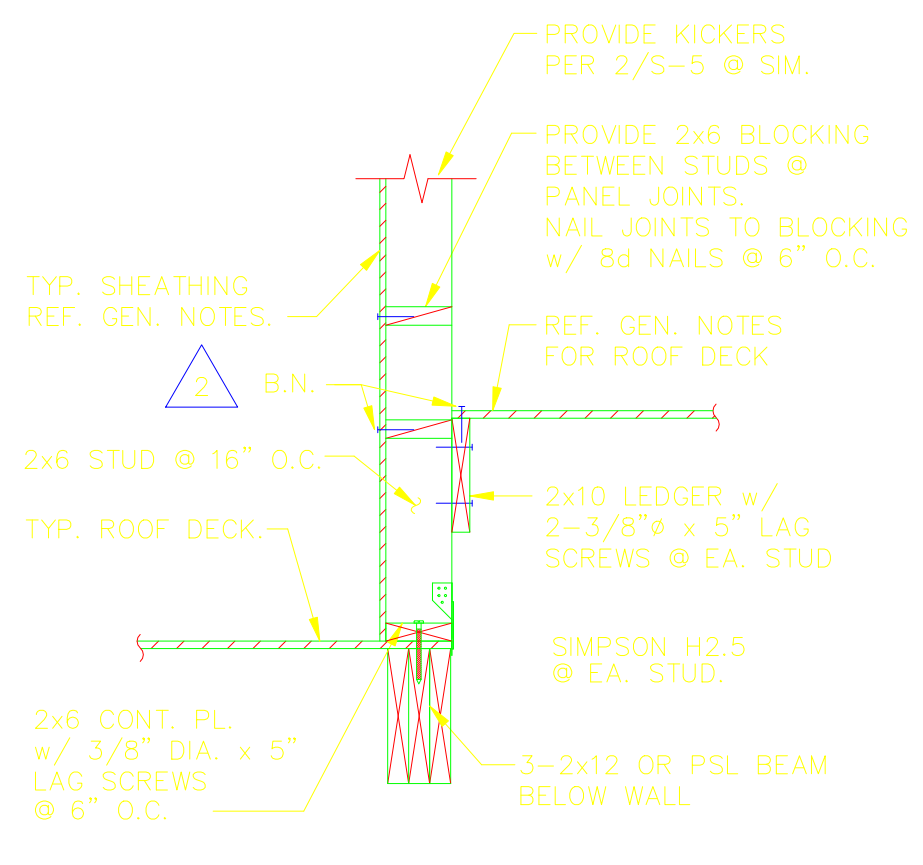 PROVIDE KICKERS
PER 2/S-5 @ SIM.
PROVIDE 2x6 BLOCKING
BETWEEN STUDS @
PANEL JOINTS.
NAIL JOINTS TO BLOCKING
w/ 8d NAILS @ 6" O.C.
TYP. SHEATHING
REF. GEN. NOTES.
REF. GEN. NOTES
FOR ROOF DECK
2
B.N.
2x6 STUD @ 16" O.C.
2x10 LEDGER w/
2-3/8"Ø x 5" LAG
SCREWS @ EA. STUD
TYP. ROOF DECK.
SIMPSON H2.5
@ EA. STUD.
2x6 CONT. PL.
w/ 3/8" DIA. x 5"
LAG SCREWS
@ 6" O.C.
3-2x12 OR PSL BEAM
BELOW WALL